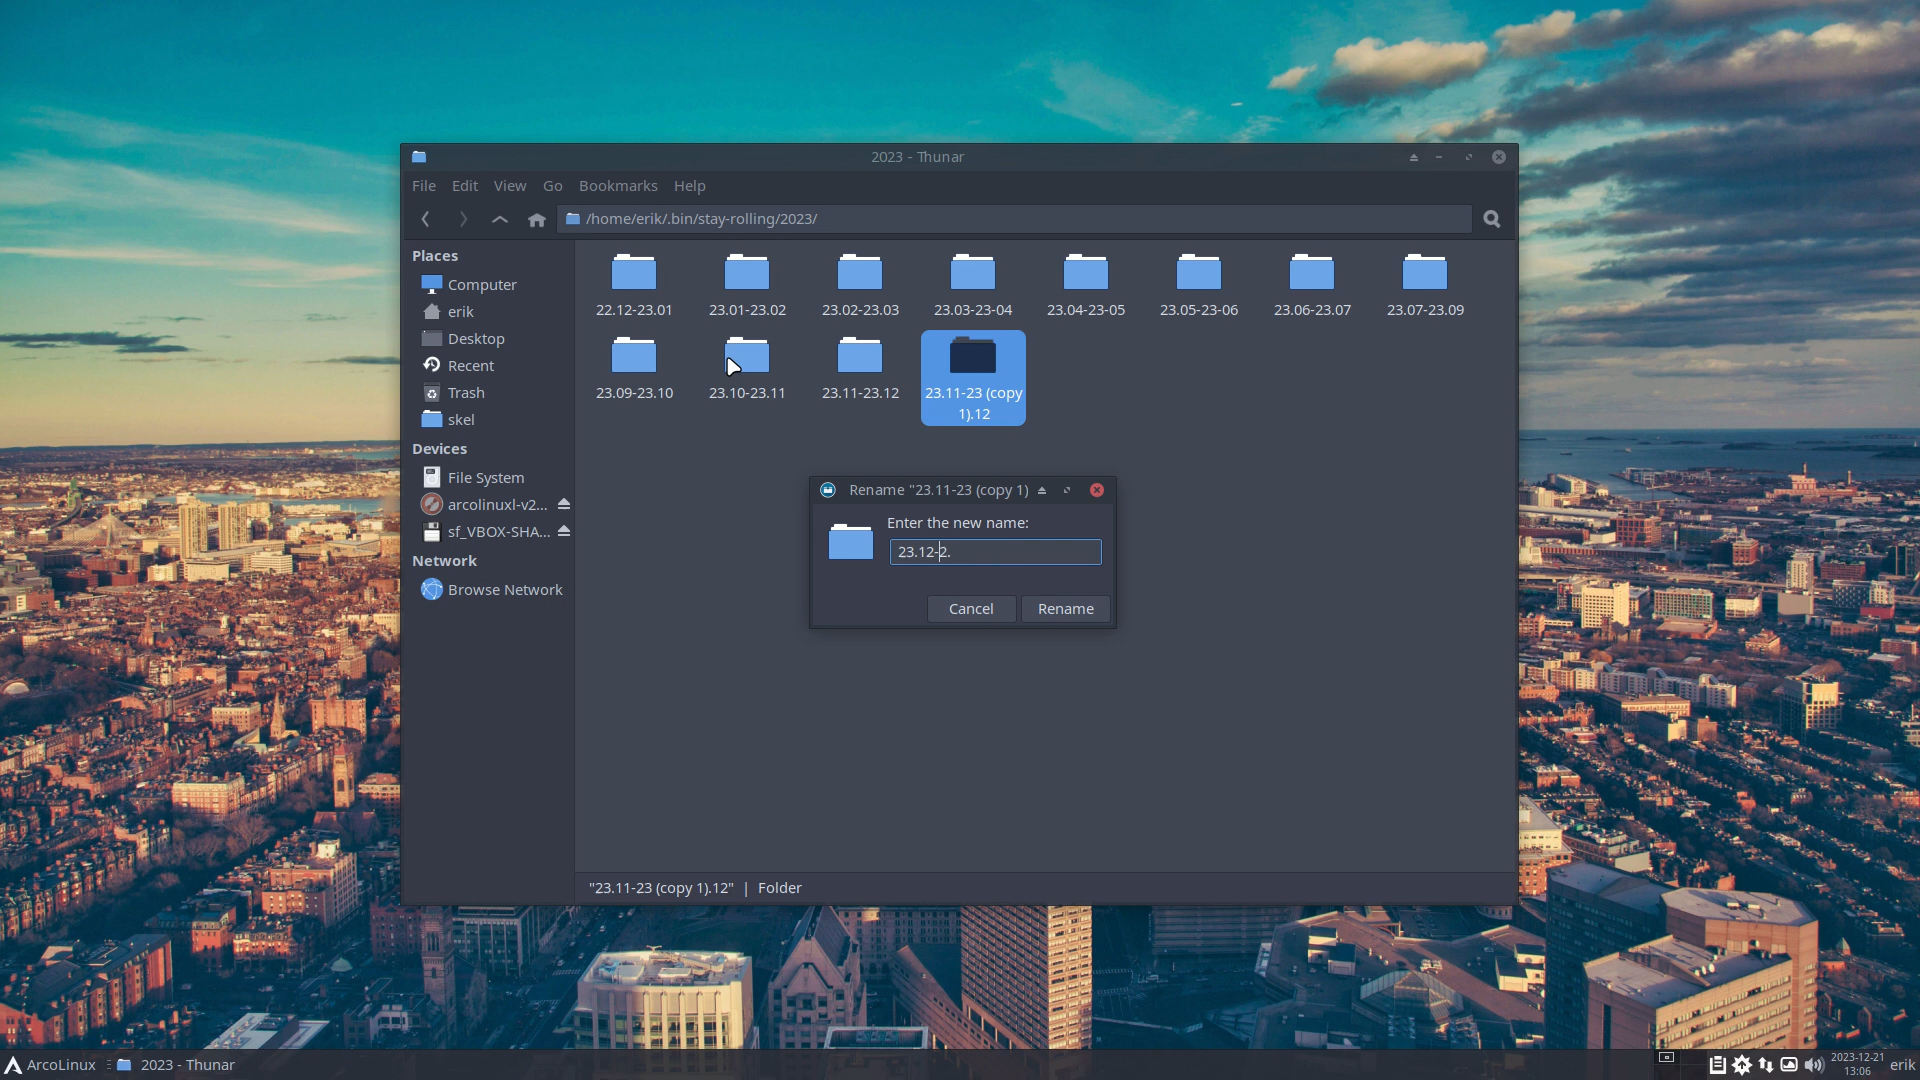 2023 - Thunar
File Edit View Go Bookmarks Help
/home/erik/.bin/stay-rolling/2023/
Places
Computer
erik
Desktop
Recent
Trash
skel
Devices
File System
arcolinuxl-v2...
sf_VBOX-SHA...
Network
Browse Network
22.12-23.01 23.01-23.02 23.02-23.03 23.03-23-04 23.04-23-05 23.05-23-06 23.06-23.07 23.07-23.09
23.09-23.10 23.10-23.11 23.11-23.12 23.11-23 (copy
1).12
Rename "23.11-23 (copy 1)
Enter the new name:
23.12-2.
Cancel Rename
"23.11-23 (copy 1).12" | Folder
ArcoLinux 2023 - Thunar
2023-12-21
13:06
erik